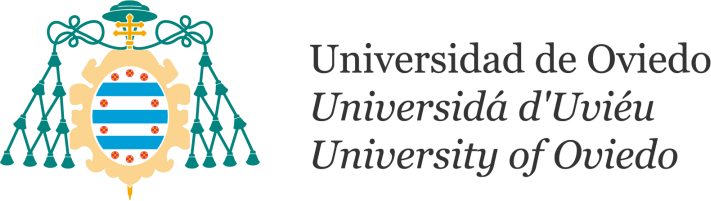 Universidad de Oviedo
Universidá d'Uviéu
University of Oviedo